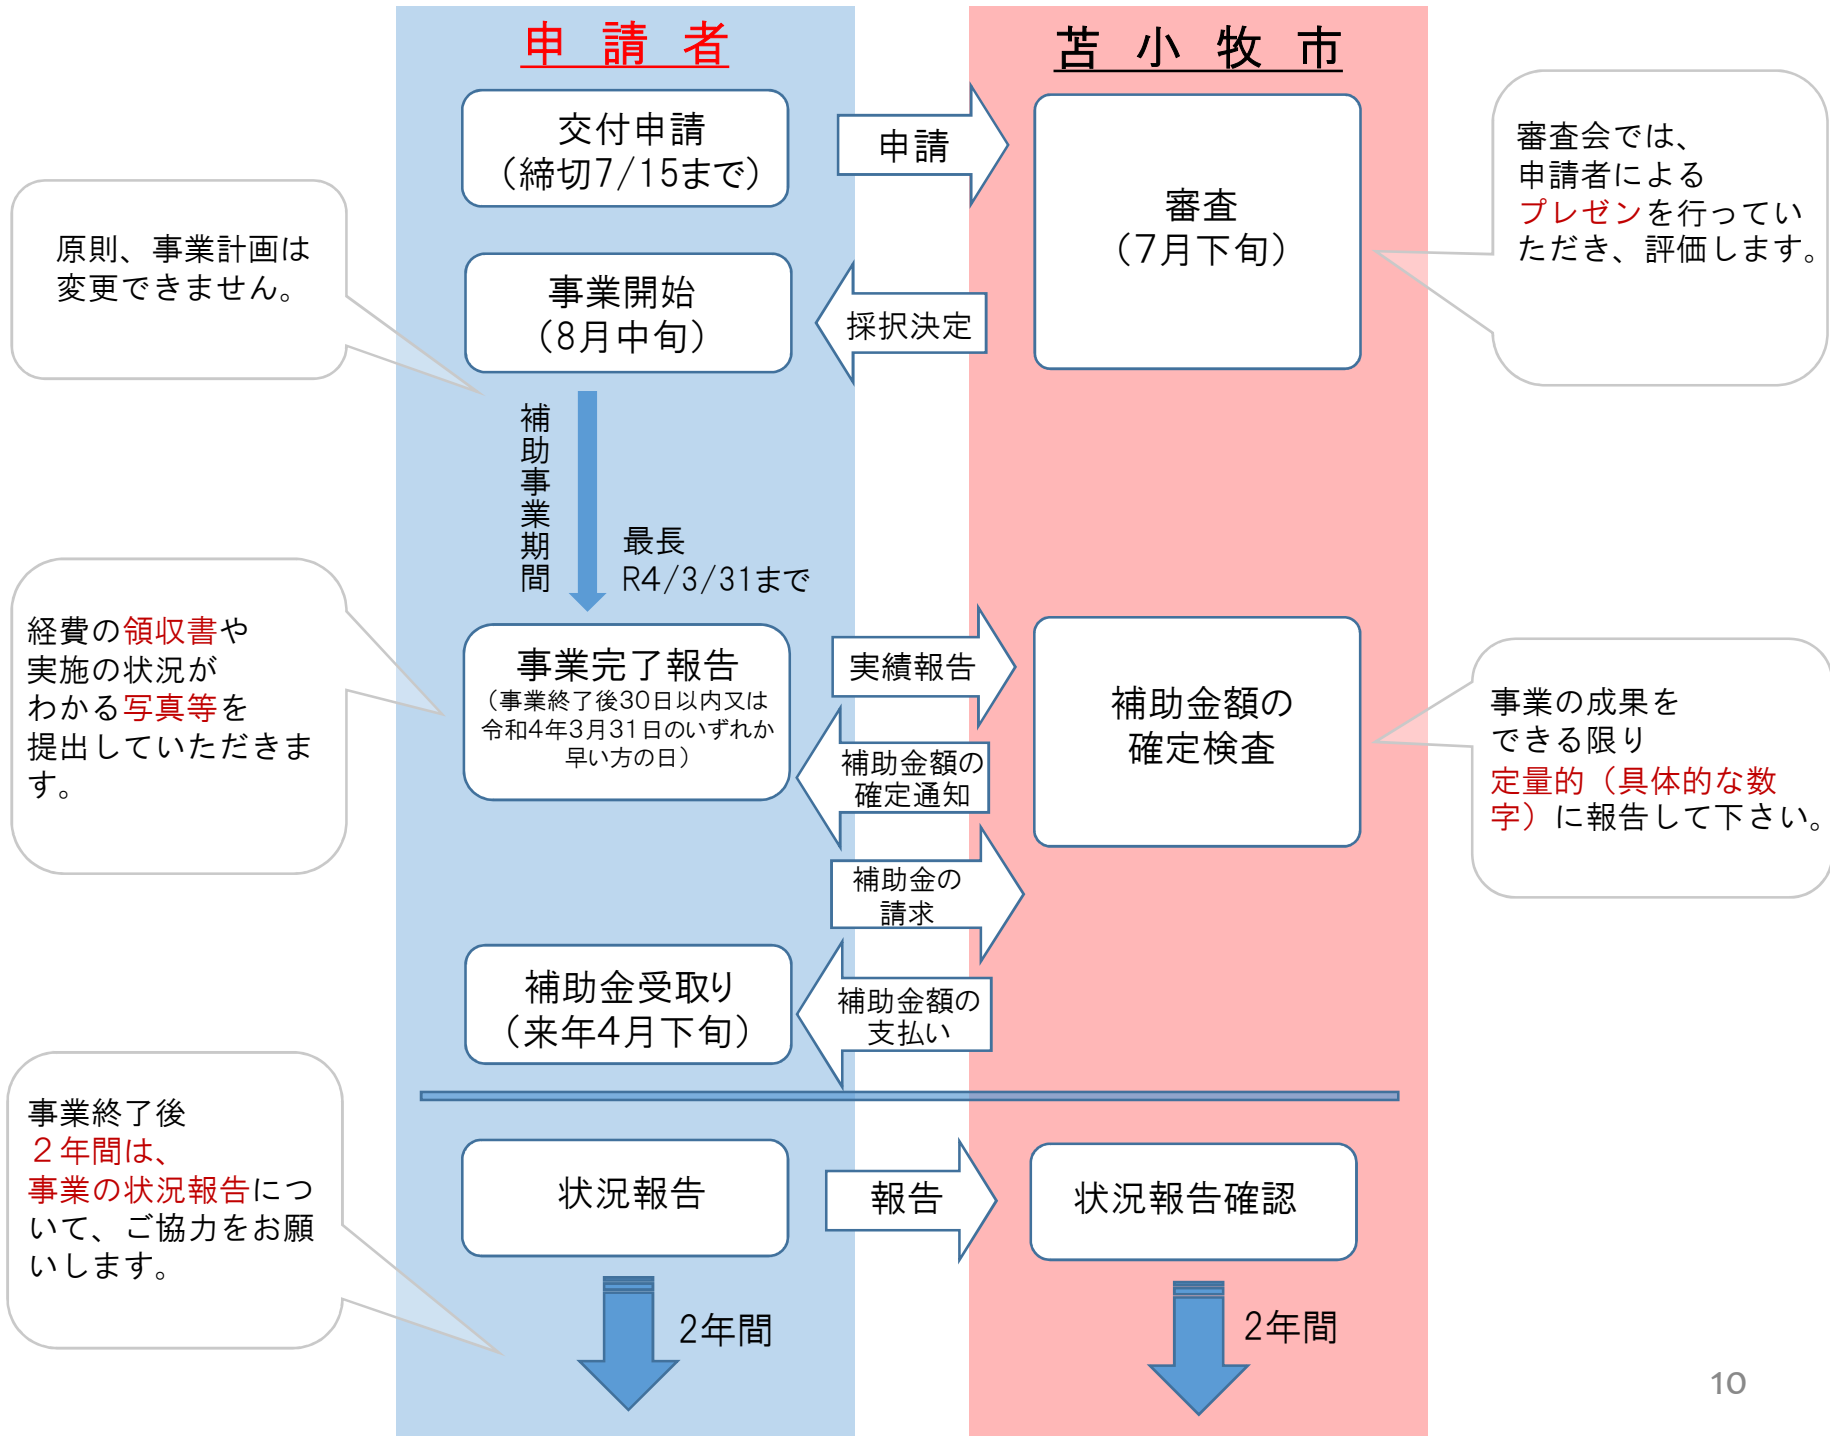 申請者
苫小牧市
交付申請
（締切7/15まで）
申請
審査
（7月下旬）
審査会では、
申請者による
プレゼンを行ってい
ただき、評価します。
原則、事業計画は
変更できません。
事業開始
（8月中旬）
採択決定
補助事業期間
最長
R4/3/31まで
経費の領収書や
実施の状況が
わかる写真等を
提出していただきま
す。
事業完了報告
（事業終了後30日以内又は
令和4年3月31日のいずれか
早い方の日）
実績報告
補助金額の
確定通知
補助金額の
確定検査
事業の成果を
できる限り
定量的（具体的な数
字）に報告して下さい。
補助金の
請求
補助金受取り
（来年4月下旬）
補助金額の
支払い
事業終了後
２年間は、
事業の状況報告につ
いて、ご協力をお願
いします。
状況報告
報告
状況報告確認
2年間
2年間
10